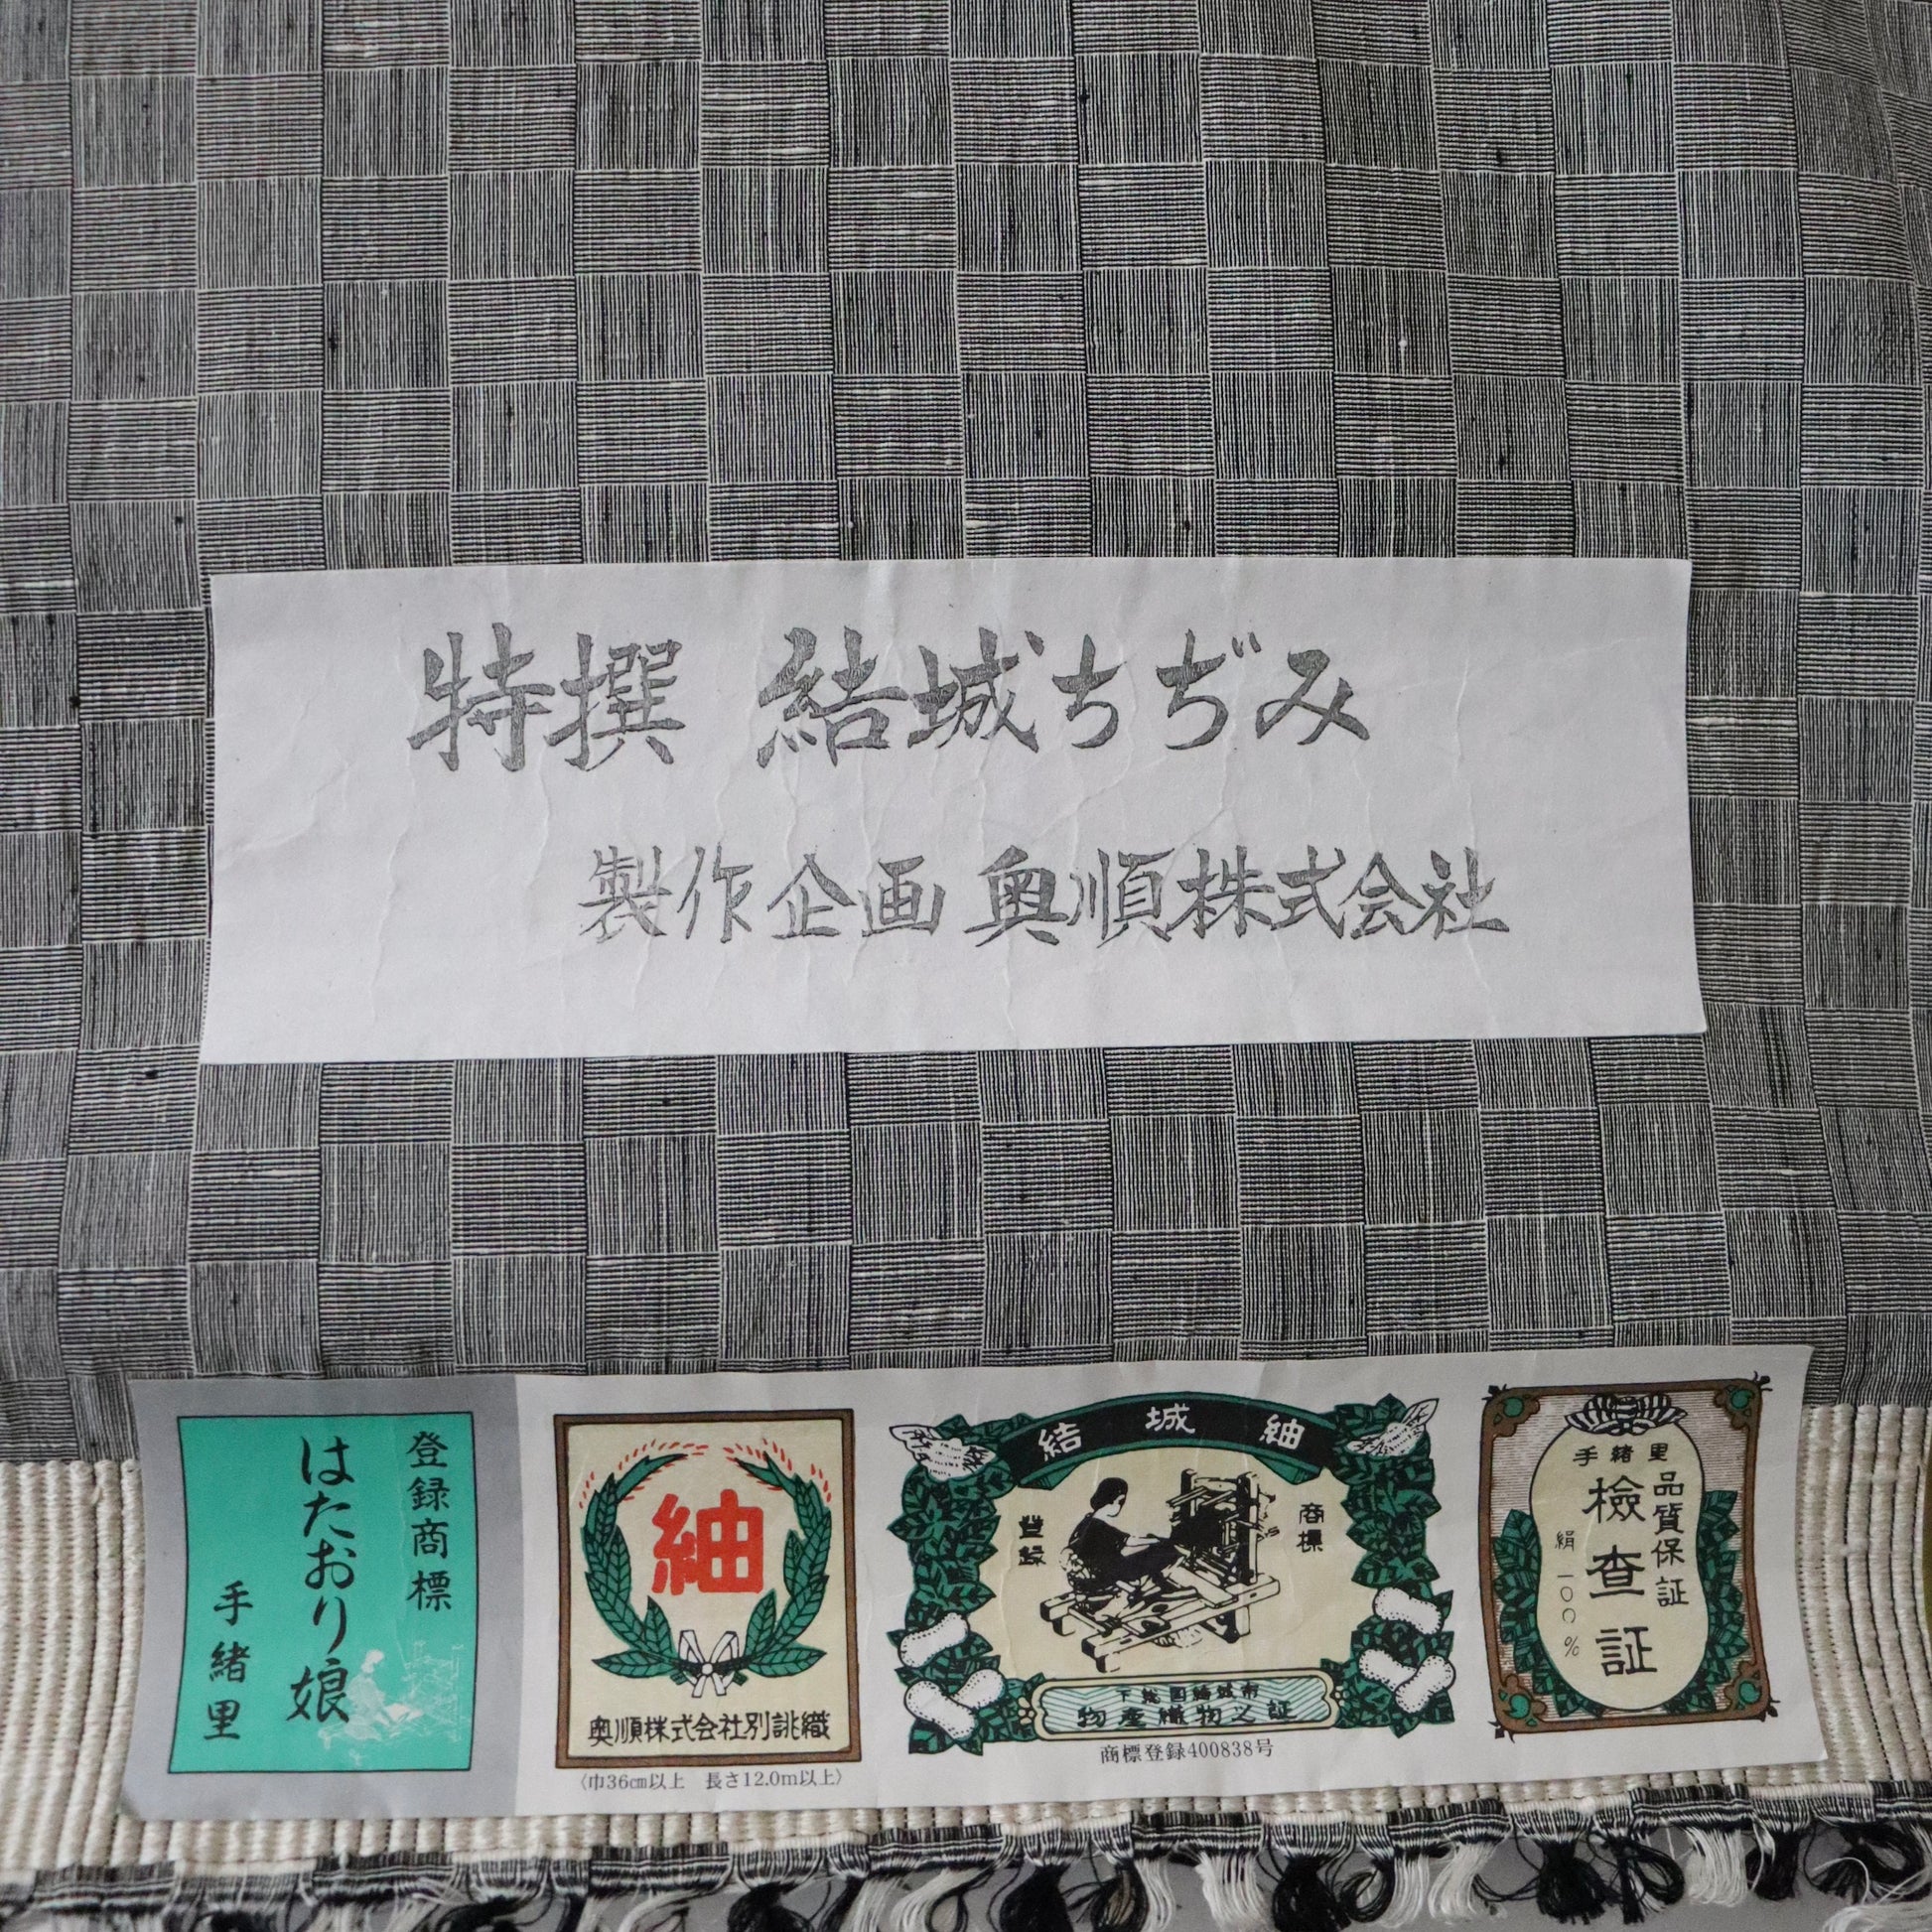 特撰 結城ちぢみ
製作企画 奥順株式会社
登録商標
はたおり娘
手緒里
紬
奥順株式会社別誂織
〈巾36㎝以上 長さ12.0m以上〉
結城紬
登録
商標
下総国結城市
物産織物之証
商標登録400838号
手緒里
品質保証
検査証
絹一〇〇%